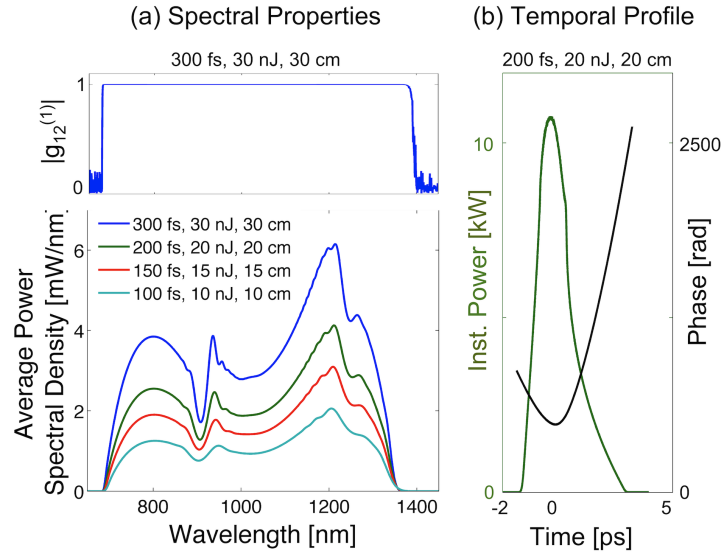 (a) Spectral Properties
300 fs, 30 nJ, 30 cm
1
0
|g12(1)|
300 fs, 30 nJ, 30 cm
200 fs, 20 nJ, 20 cm
150 fs, 15 nJ, 15 cm
100 fs, 10 nJ, 10 cm
6
4
2
0
Average Power
Spectral Density [mW/nm]
800 1000 1200 1400
Wavelength [nm]
(b) Temporal Profile
200 fs, 20 nJ, 20 cm
10
0
Inst. Power [kW]
2500
0
Phase [rad]
-2 0 2 5
Time [ps]